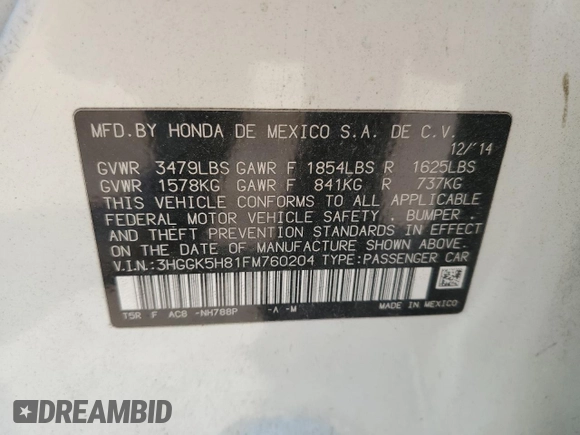 MFD.BY HONDA DE MEXICO S.A. DE C.V.
12/'14
GVWR 3479LBS GAWR F 1854LBS R 1625LBS
GVWR 1578KG GAWR F 841KG R 737KG
THIS VEHICLE CONFORMS TO ALL APPLICABLE
FEDERAL MOTOR VEHICLE SAFETY , BUMPER ,
AND THEFT PREVENTION STANDARDS IN EFFECT
ON THE DATE OF MANUFACTURE SHOWN ABOVE.
V.I.N.:3HGGK5H81FM760204 TYPE:PASSENGER CAR
T5R F AC8 -NH788P -A -M
MADE IN MEXICO
DREAMBID